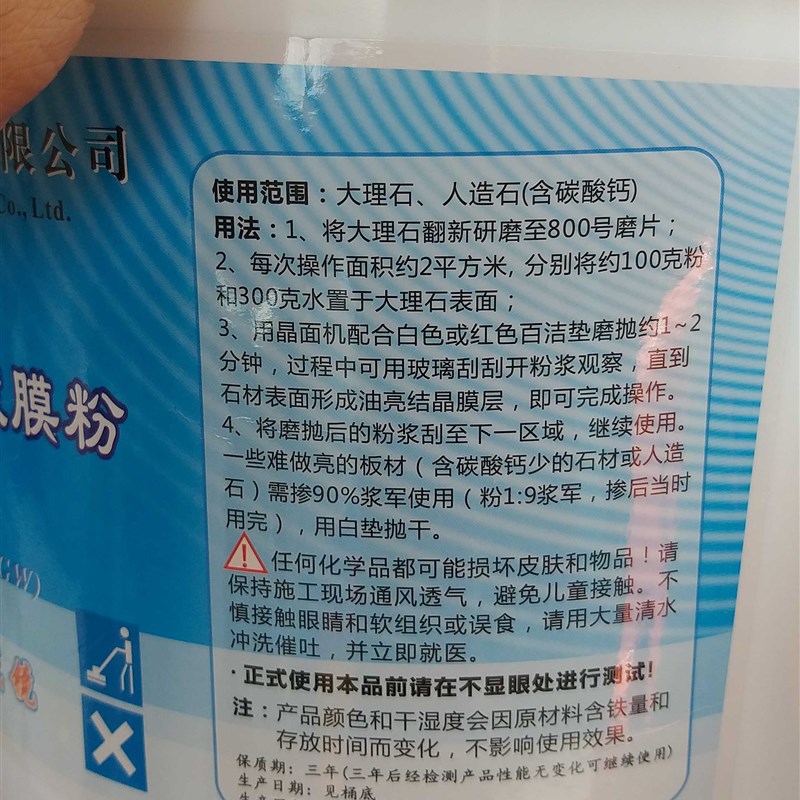 限公司
Co., Ltd.
膜粉
GW)
镜
使用范围：大理石、人造石(含碳酸钙)
用法：1、将大理石翻新研磨至800号磨片；
2、每次操作面积约2平方米, 分别将约100克粉
和300克水置于大理石表面；
3、用晶面机配合白色或红色百洁垫磨抛约1~2
分钟，过程中可用玻璃刮刮开粉浆观察，直到
石材表面形成油亮结晶膜层，即可完成操作。
4、将磨抛后的粉浆刮至下一区域，继续使用。
一些难做亮的板材（含碳酸钙少的石材或人造
石）需掺90%浆军使用（粉1:9浆军，掺后当时
用完），用白垫抛干。
任何化学品都可能损坏皮肤和物品！请
保持施工现场通风透气，避免儿童接触。不
慎接触眼睛和软组织或误食，请用大量清水
冲洗催吐，并立即就医。
·正式使用本品前请在不显眼处进行测试!
注：产品颜色和干湿度会因原材料含铁量和
存放时间而变化，不影响使用效果。
保质期：三年(三年后经检测产品性能无变化可继续使用)
生产日期：见桶底